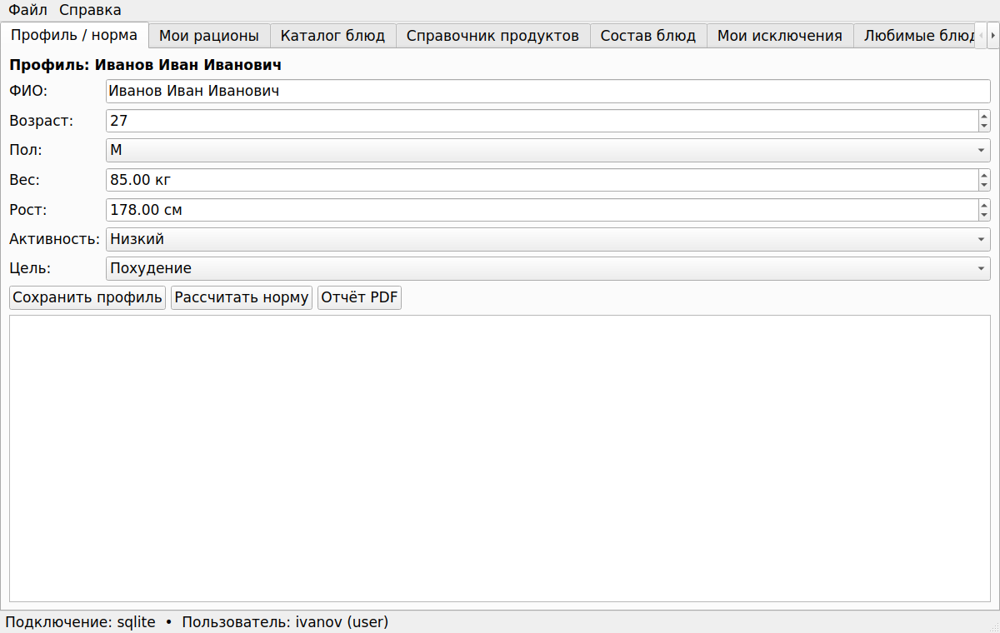 Файл Справка
Профиль / норма Мои рационы Каталог блюд Справочник продуктов Состав блюд Мои исключения Любимые блюд
Профиль: Иванов Иван Иванович
ФИО: Иванов Иван Иванович
Возраст: 27
Пол: М
Вес: 85.00 кг
Рост: 178.00 см
Активность: Низкий
Цель: Похудение
Сохранить профиль Рассчитать норму Отчёт PDF
Подключение: sqlite • Пользователь: ivanov (user)